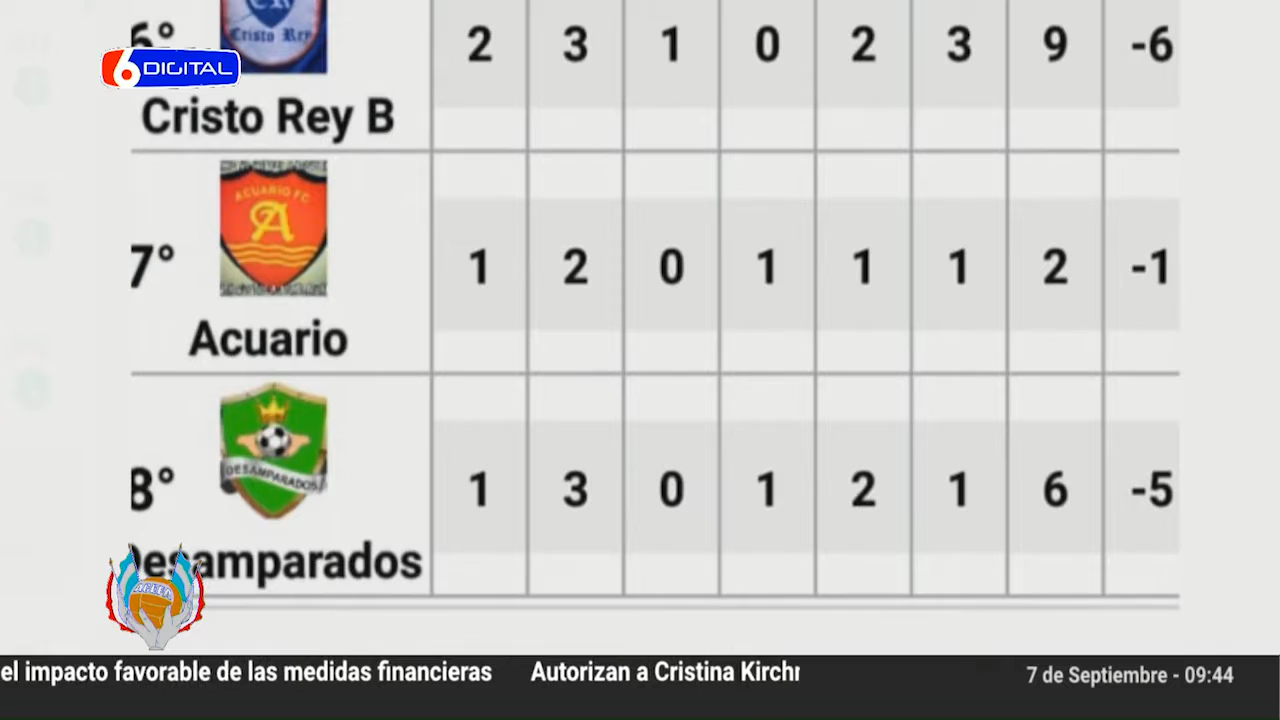 6°
Cristo Rey
2 3 1 0 2 3 9 -6
6 DIGITAL
Cristo Rey B
ACUARIO FC
A
7°
1 2 0 1 1 1 2 -1
Acuario
DESAMPARADOS
8°
1 3 0 1 2 1 6 -5
Desamparados
el impacto favorable de las medidas financieras Autorizan a Cristina Kirch
7 de Septiembre - 09:44